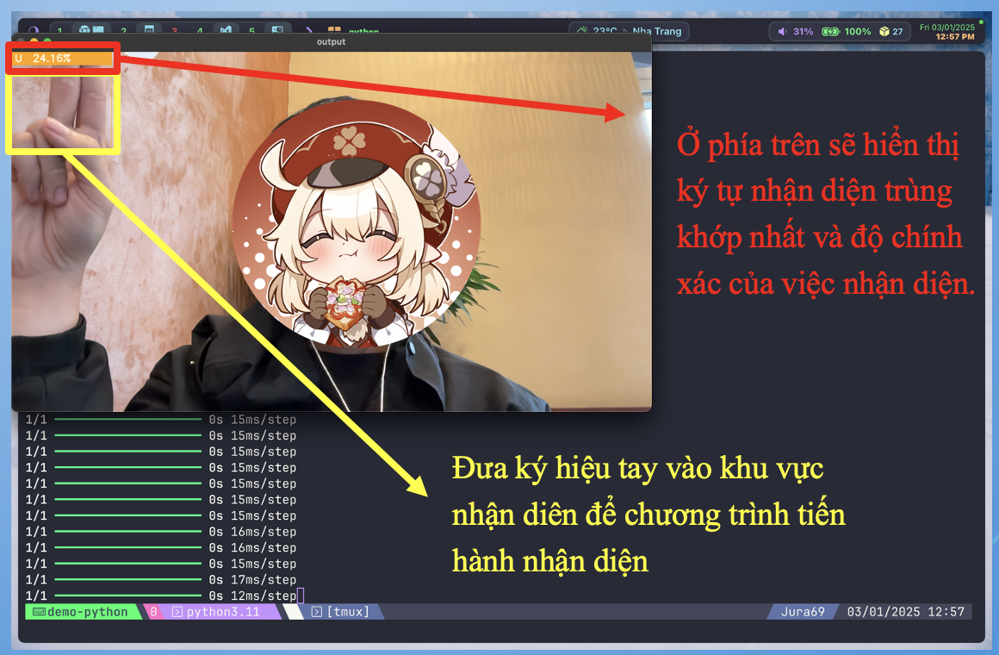 1 2 3 4 5 python
23°C Nha Trang
31% 100% 27
Fri 03/01/2025
12:57 PM
output
U 24.16%
Ở phía trên sẽ hiển thị
ký tự nhận diện trùng
khớp nhất và độ chính
xác của việc nhận diện.
Đưa ký hiệu tay vào khu vực
nhận diên để chương trình tiến
hành nhận diện
1/1 0s 15ms/step
1/1 0s 15ms/step
1/1 0s 15ms/step
1/1 0s 15ms/step
1/1 0s 15ms/step
1/1 0s 15ms/step
1/1 0s 15ms/step
1/1 0s 16ms/step
1/1 0s 16ms/step
1/1 0s 15ms/step
1/1 0s 17ms/step
1/1 0s 12ms/step
demo-python 0 python3.11 [tmux] Jura69 03/01/2025 12:57